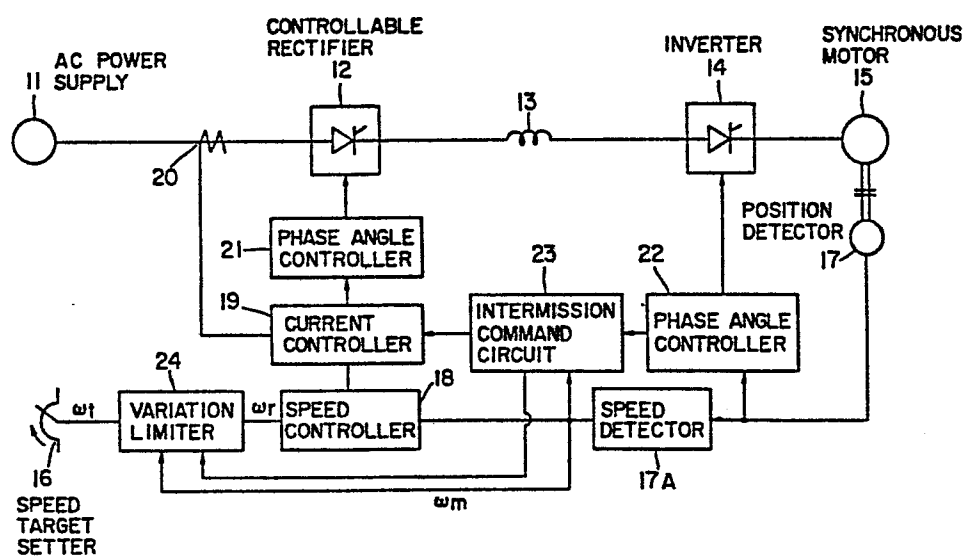 CONTROLLABLE
RECTIFIER
12
SYNCHRONOUS
MOTOR
15
INVERTER
14
AC POWER
SUPPLY
11
13
20
POSITION
DETECTOR
17
PHASE ANGLE
CONTROLLER
21
23
22
19
CURRENT
CONTROLLER
INTERMISSION
COMMAND
CIRCUIT
PHASE ANGLE
CONTROLLER
24
18
ωt
VARIATION
LIMITER
ωr
SPEED
CONTROLLER
SPEED
DETECTOR
16
SPEED
TARGET
SETTER
ωm
17A